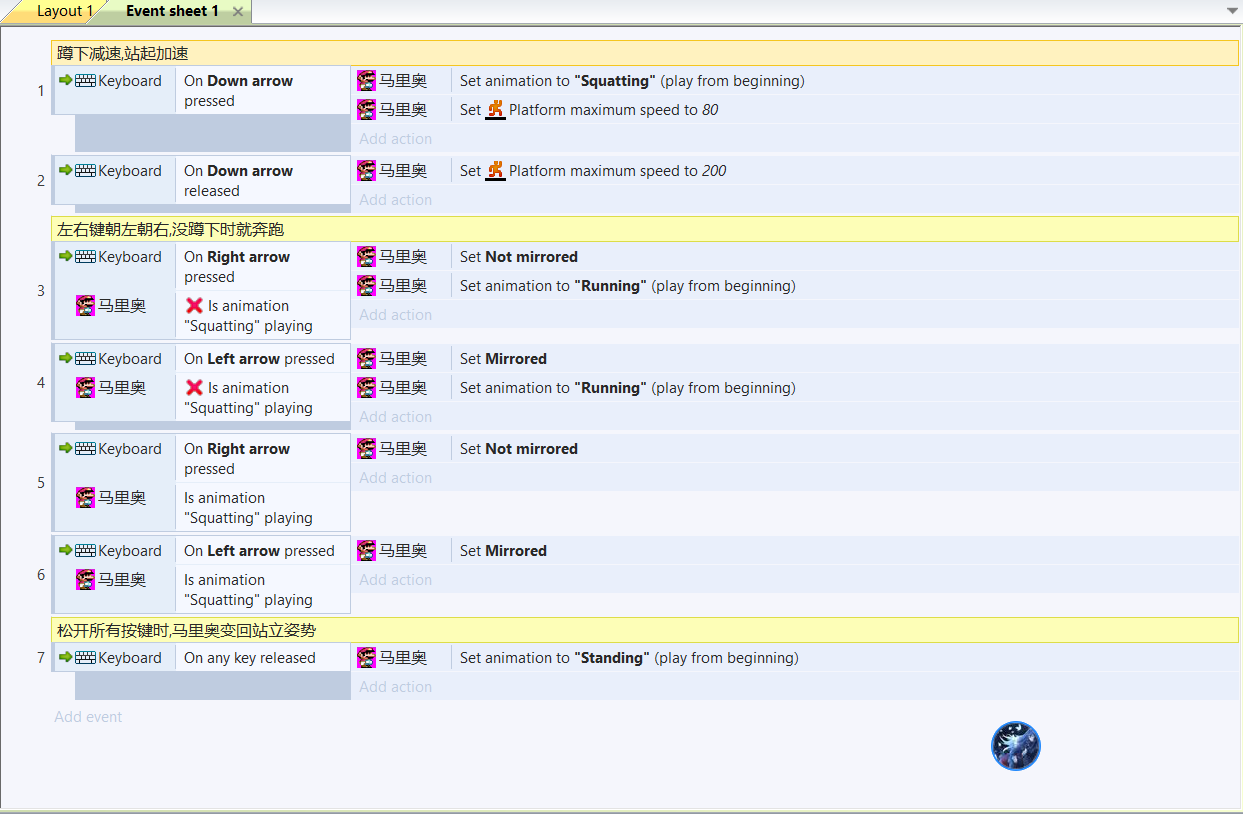 Layout 1 Event sheet 1
蹲下减速,站起加速
1 Keyboard On Down arrow pressed 马里奥 Set animation to "Squatting" (play from beginning)
马里奥 Set Platform maximum speed to 80
Add action
2 Keyboard On Down arrow released 马里奥 Set Platform maximum speed to 200
Add action
左右键朝左朝右,没蹲下时就奔跑
3 Keyboard On Right arrow pressed 马里奥 Set Not mirrored
马里奥 Is animation "Squatting" playing 马里奥 Set animation to "Running" (play from beginning)
Add action
4 Keyboard On Left arrow pressed 马里奥 Set Mirrored
马里奥 Is animation "Squatting" playing 马里奥 Set animation to "Running" (play from beginning)
Add action
5 Keyboard On Right arrow pressed 马里奥 Set Not mirrored
Add action
马里奥 Is animation "Squatting" playing
6 Keyboard On Left arrow pressed 马里奥 Set Mirrored
马里奥 Is animation "Squatting" playing Add action
松开所有按键时,马里奥变回站立姿势
7 Keyboard On any key released 马里奥 Set animation to "Standing" (play from beginning)
Add action
Add event